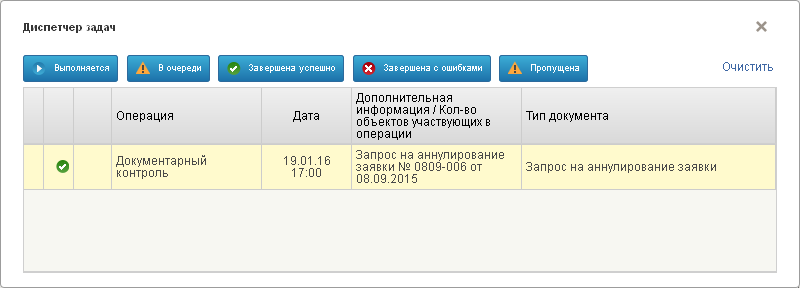 Диспетчер задач
Выполняется
В очереди
Завершена успешно
Завершена с ошибками
Пропущена
Очистить
Операция
Дата
Дополнительная
информация / Кол-во
объектов участвующих в
операции
Тип документа
Документарный
контроль
19.01.16
17:00
Запрос на аннулирование
заявки № 0809-006 от
08.09.2015
Запрос на аннулирование заявки